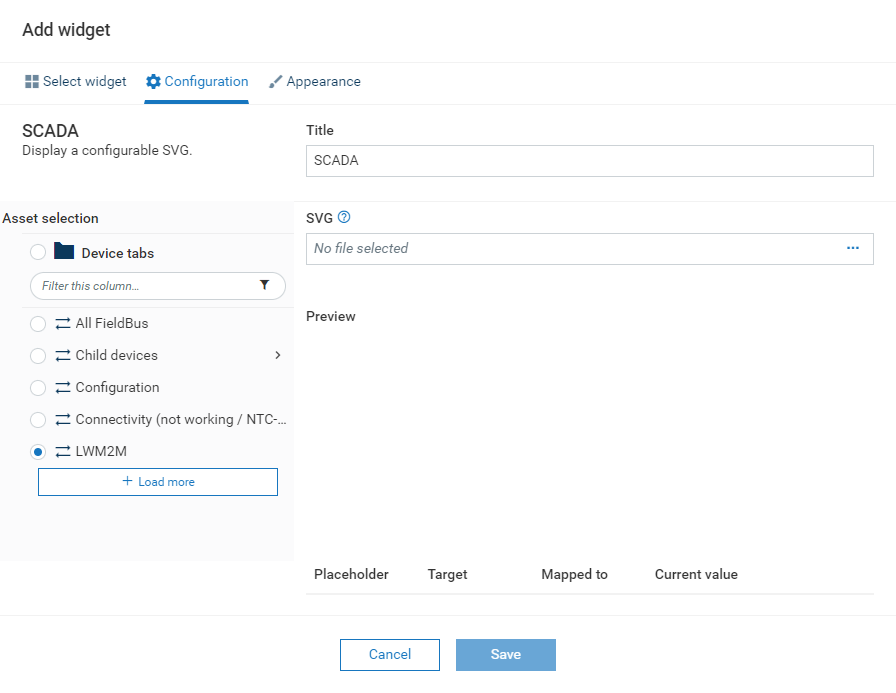 Add widget
Select widget
Configuration
Appearance
SCADA
Display a configurable SVG.
Title
SCADA
Asset selection
Device tabs
Filter this column...
All FieldBus
Child devices
Configuration
Connectivity (not working / NTC-...
LWM2M
+ Load more
SVG ?
No file selected
...
Preview
Placeholder Target Mapped to Current value
Cancel
Save